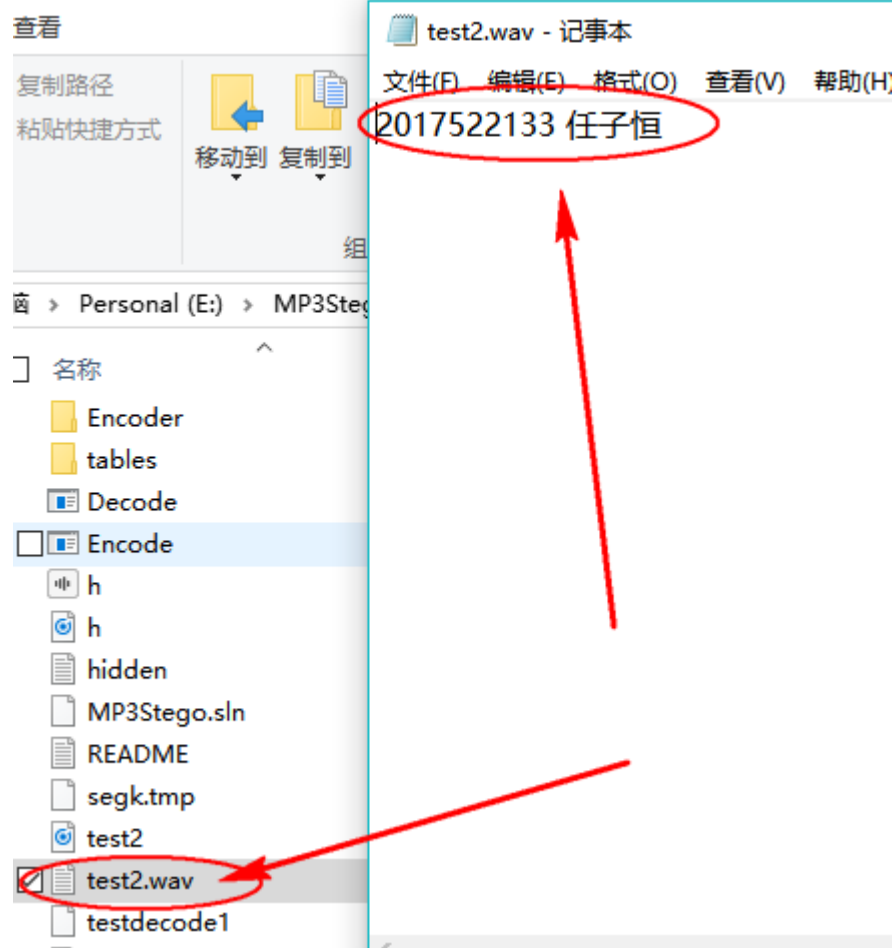 查看
复制路径
粘贴快捷方式
移动到
复制到
组
Personal (E:)
名称
Encoder
tables
Decode
Encode
h
h
hidden
MP3Stego.sln
README
segk.tmp
test2
test2.wav
testdecode1
test2.wav - 记事本
文件(F) 编辑(E) 格式(O) 查看(V) 帮助(H)
2017522133 任子恒